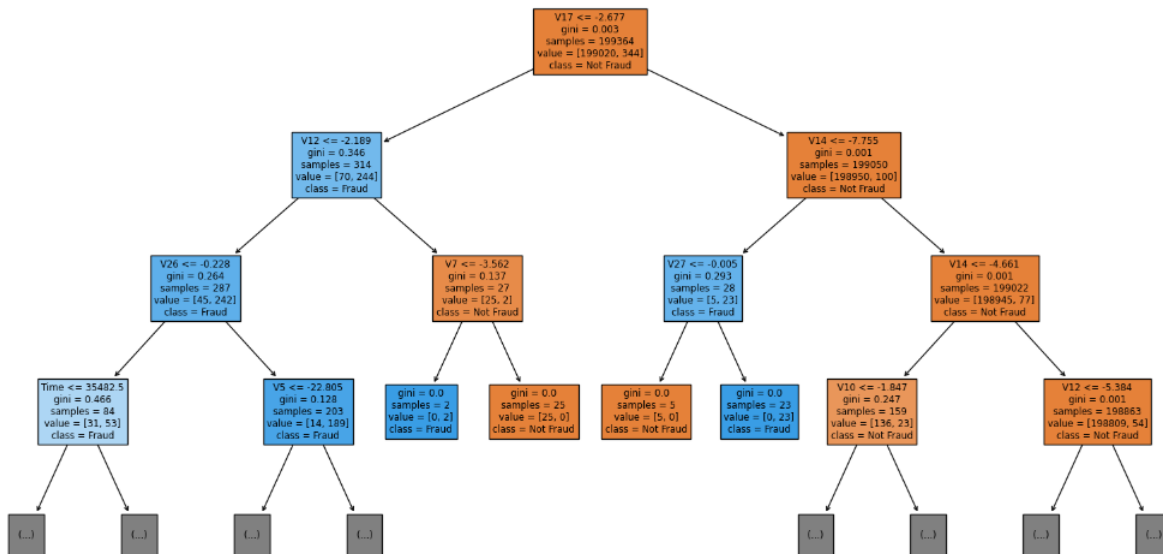 V17 <= -2.677
gini = 0.003
samples = 199364
value = [199020, 344]
class = Not Fraud
V12 <= -2.189
gini = 0.346
samples = 314
value = [70, 244]
class = Fraud
V14 <= -7.755
gini = 0.001
samples = 199050
value = [198950, 100]
class = Not Fraud
V26 <= -0.228
gini = 0.264
samples = 287
value = [45, 242]
class = Fraud
V7 <= -3.562
gini = 0.137
samples = 27
value = [25, 2]
class = Not Fraud
V27 <= -0.005
gini = 0.293
samples = 28
value = [5, 23]
class = Fraud
V14 <= -4.661
gini = 0.001
samples = 199022
value = [198945, 77]
class = Not Fraud
Time <= 35482.5
gini = 0.466
samples = 84
value = [31, 53]
class = Fraud
V5 <= -22.805
gini = 0.128
samples = 203
value = [14, 189]
class = Fraud
gini = 0.0
samples = 2
value = [0, 2]
class = Fraud
gini = 0.0
samples = 25
value = [25, 0]
class = Not Fraud
gini = 0.0
samples = 5
value = [5, 0]
class = Not Fraud
gini = 0.0
samples = 23
value = [0, 23]
class = Fraud
V10 <= -1.847
gini = 0.247
samples = 159
value = [136, 23]
class = Not Fraud
V12 <= -5.384
gini = 0.001
samples = 198863
value = [198809, 54]
class = Not Fraud
(...)
(...)
(...)
(...)
(...)
(...)
(...)
(...)